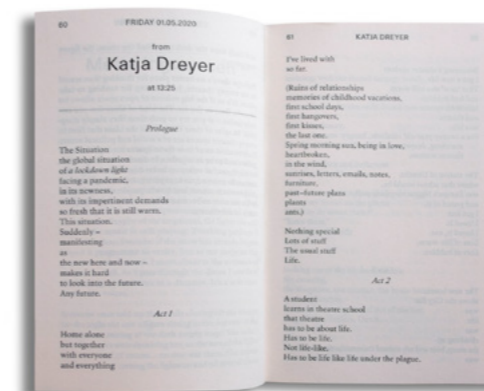 60
FRIDAY 01.05.2020
from
Katja Dreyer
at 13:25
Prologue
The Situation
the global situation
of a lockdown light
facing a pandemic,
in its newness,
with its impertinent demands
so fresh that it is still warm.
This situation.
Suddenly –
manifesting
as
the new here and now –
makes it hard
to look into the future.
Any future.
Act 1
Home alone
but together
with everyone
and everything
61
KATJA DREYER
I've lived with
so far.
(Ruins of relationships
memories of childhood vacations,
first school days,
first hangovers,
first kisses,
the last one.
Spring morning sun, being in love,
heartbroken,
in the wind,
sunrises, letters, emails, notes,
furniture,
past–future plans
plants
ants.)
Nothing special
Lots of stuff
The usual stuff
Life.
Act 2
A student
learns in theatre school
that theatre
has to be about life.
Has to be life.
Not life-like.
Has to be life like life under the plague.